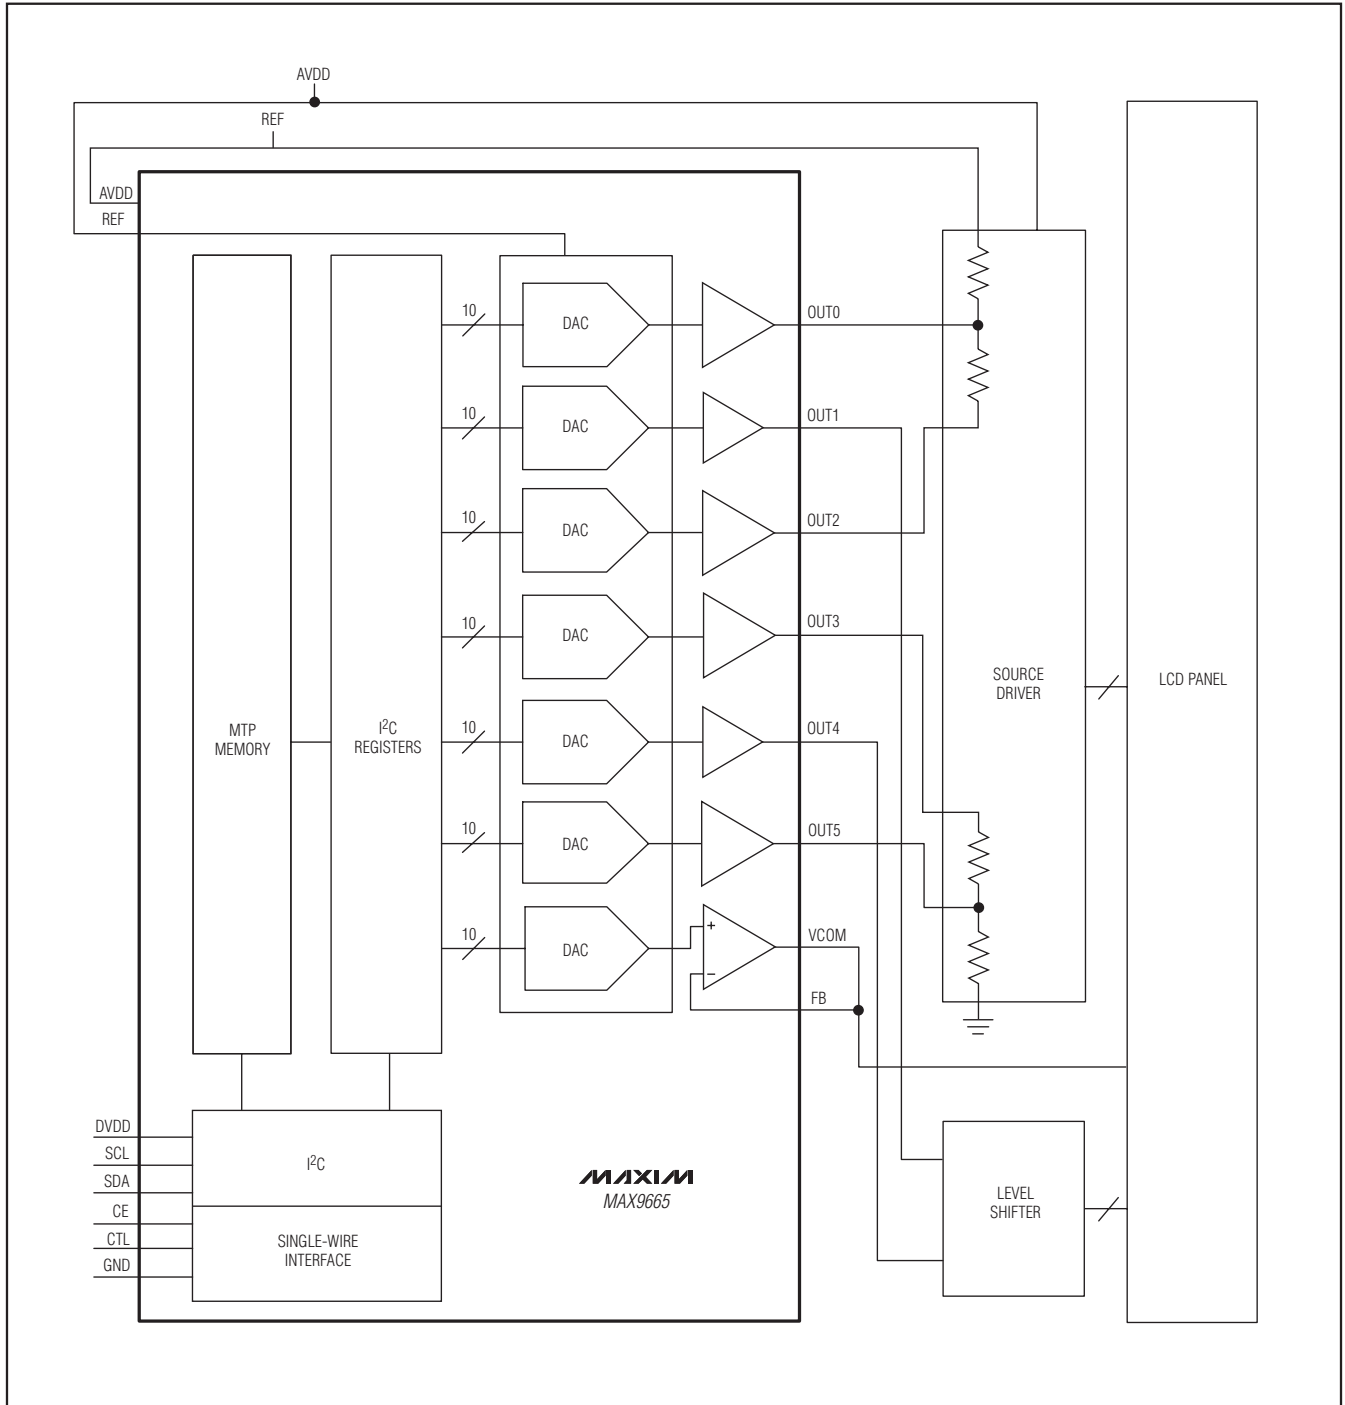 AVDD
REF
AVDD
REF
10
DAC
OUT0
10
DAC
OUT1
10
DAC
OUT2
10
DAC
OUT3
SOURCE
DRIVER
LCD PANEL
MTP
MEMORY
I²C
REGISTERS
10
DAC
OUT4
10
DAC
OUT5
10
DAC
+
−
VCOM
FB
DVDD
SCL
SDA
CE
CTL
GND
I²C
SINGLE-WIRE
INTERFACE
MAXIM
MAX9665
LEVEL
SHIFTER